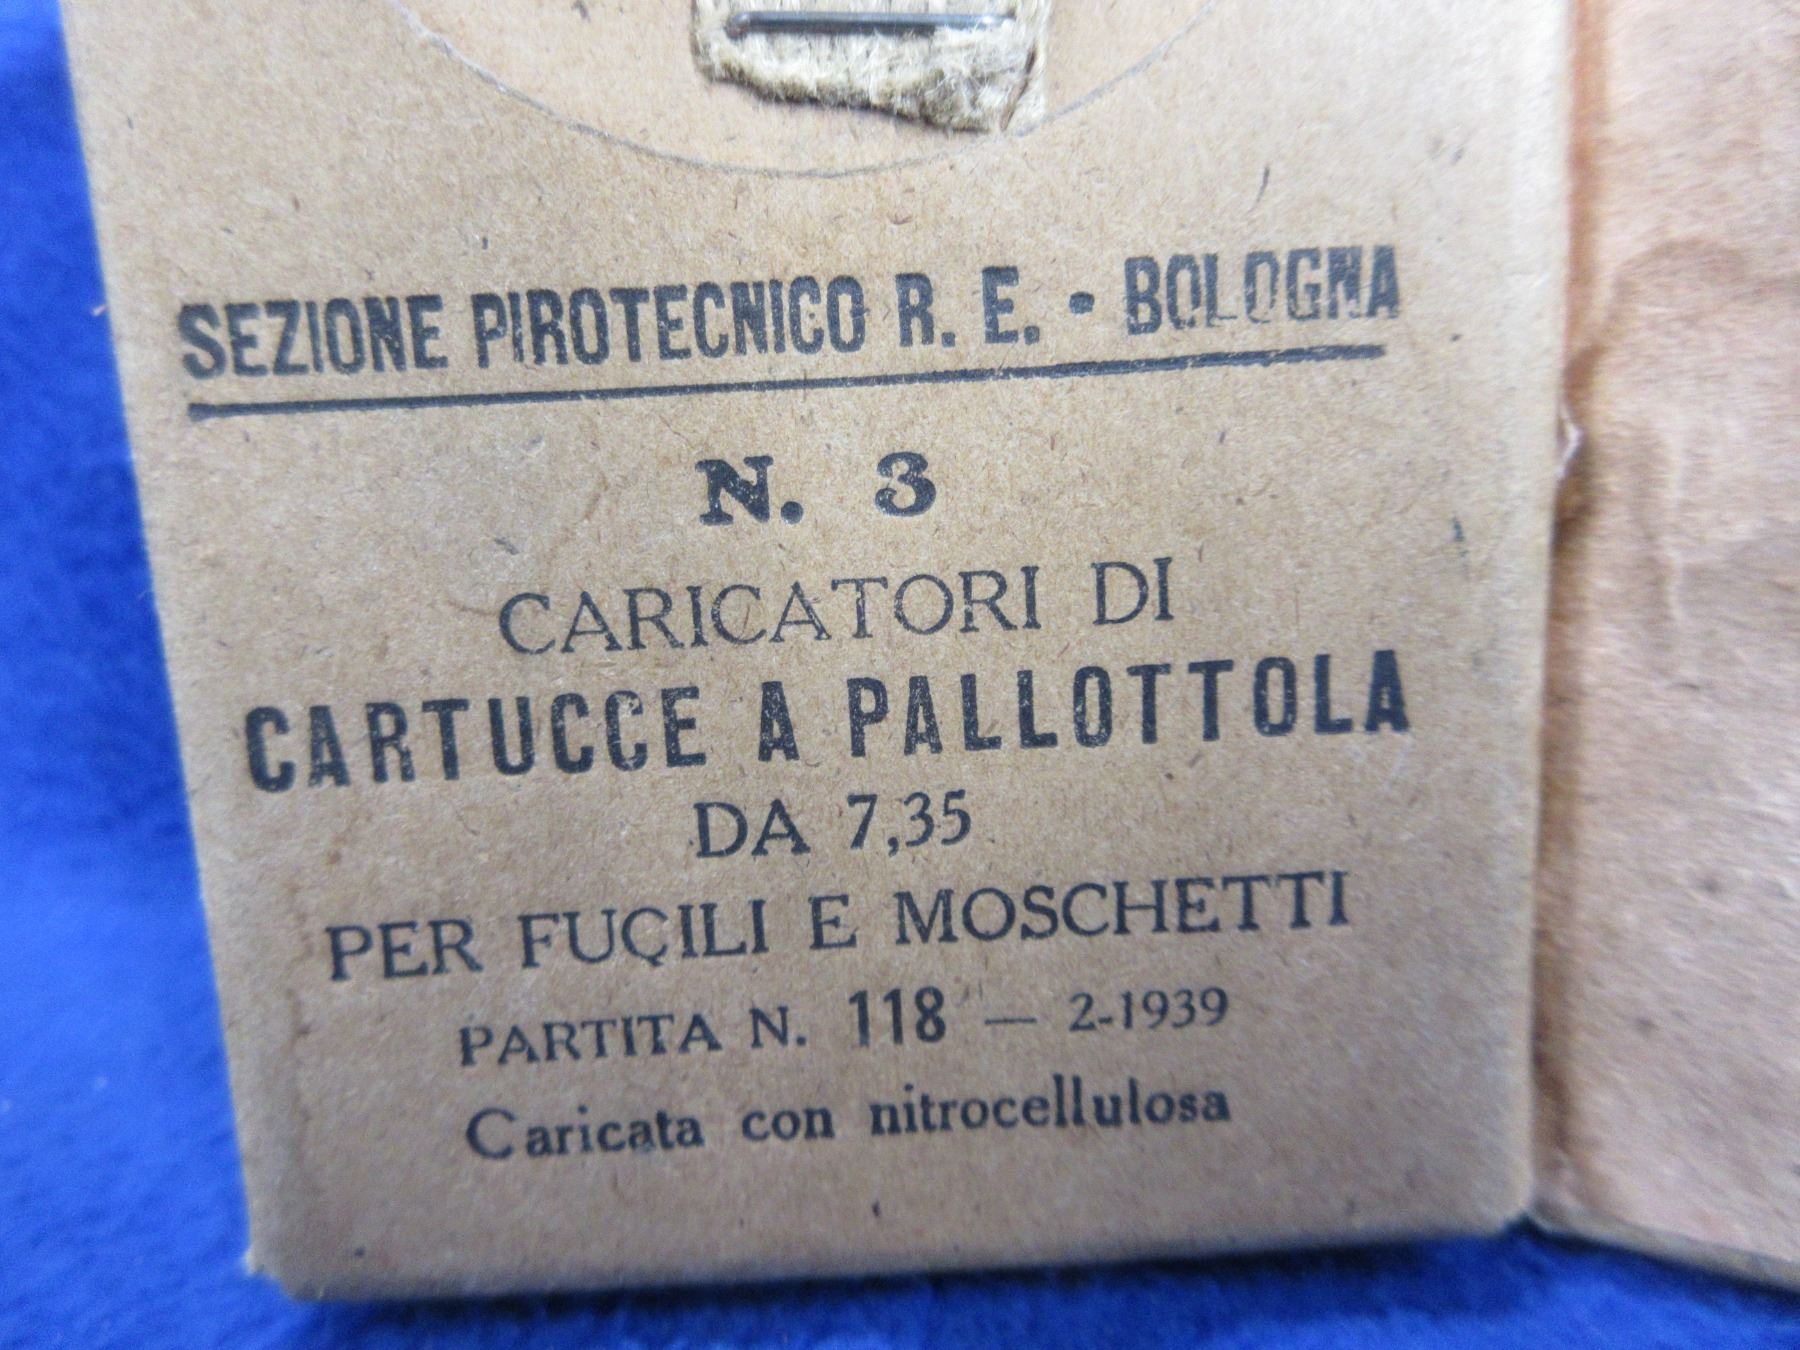 SEZIONE PIROTECNICO R. E. • BOLOGNA
N. 3
CARICATORI DI
CARTUCCE A PALLOTTOLA
DA 7,35
PER FUCILI E MOSCHETTI
PARTITA N. 118 — 2-1939
Caricata con nitrocellulosa